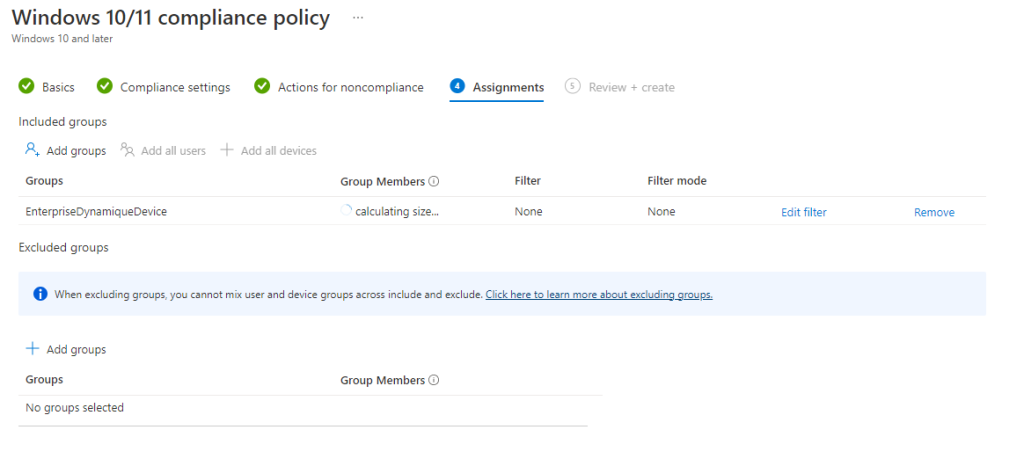 Windows 10/11 compliance policy ...
Windows 10 and later
Basics Compliance settings Actions for noncompliance 4 Assignments 5 Review + create
Included groups
Add groups Add all users Add all devices
Groups Group Members Filter Filter mode
EnterpriseDynamiqueDevice calculating size... None None Edit filter Remove
Excluded groups
When excluding groups, you cannot mix user and device groups across include and exclude. Click here to learn more about excluding groups.
Add groups
Groups Group Members
No groups selected